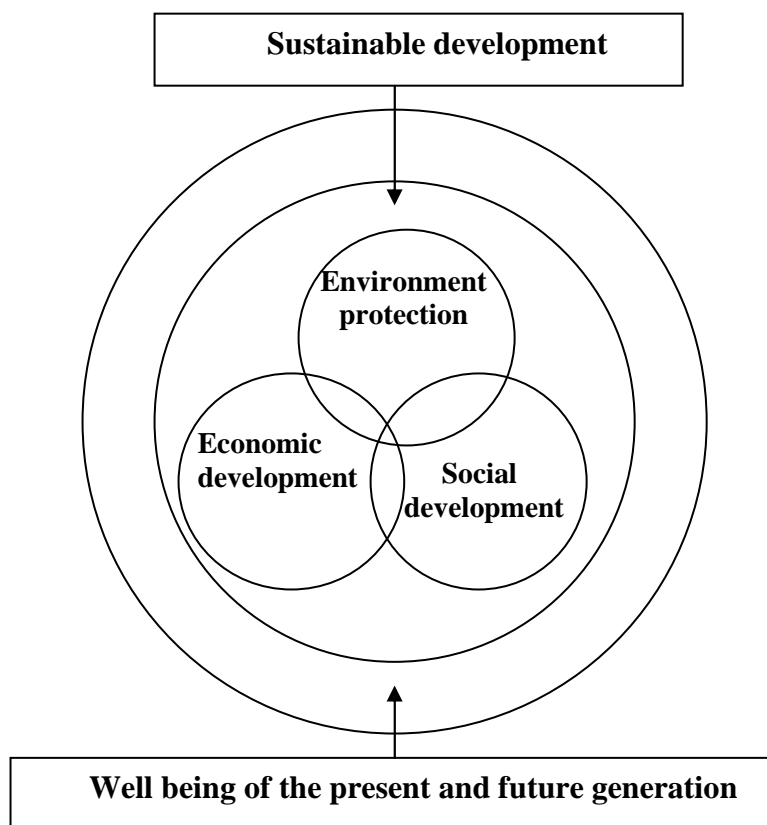 Sustainable development
Environment
protection
Economic
development
Social
development
Well being of the present and future generation